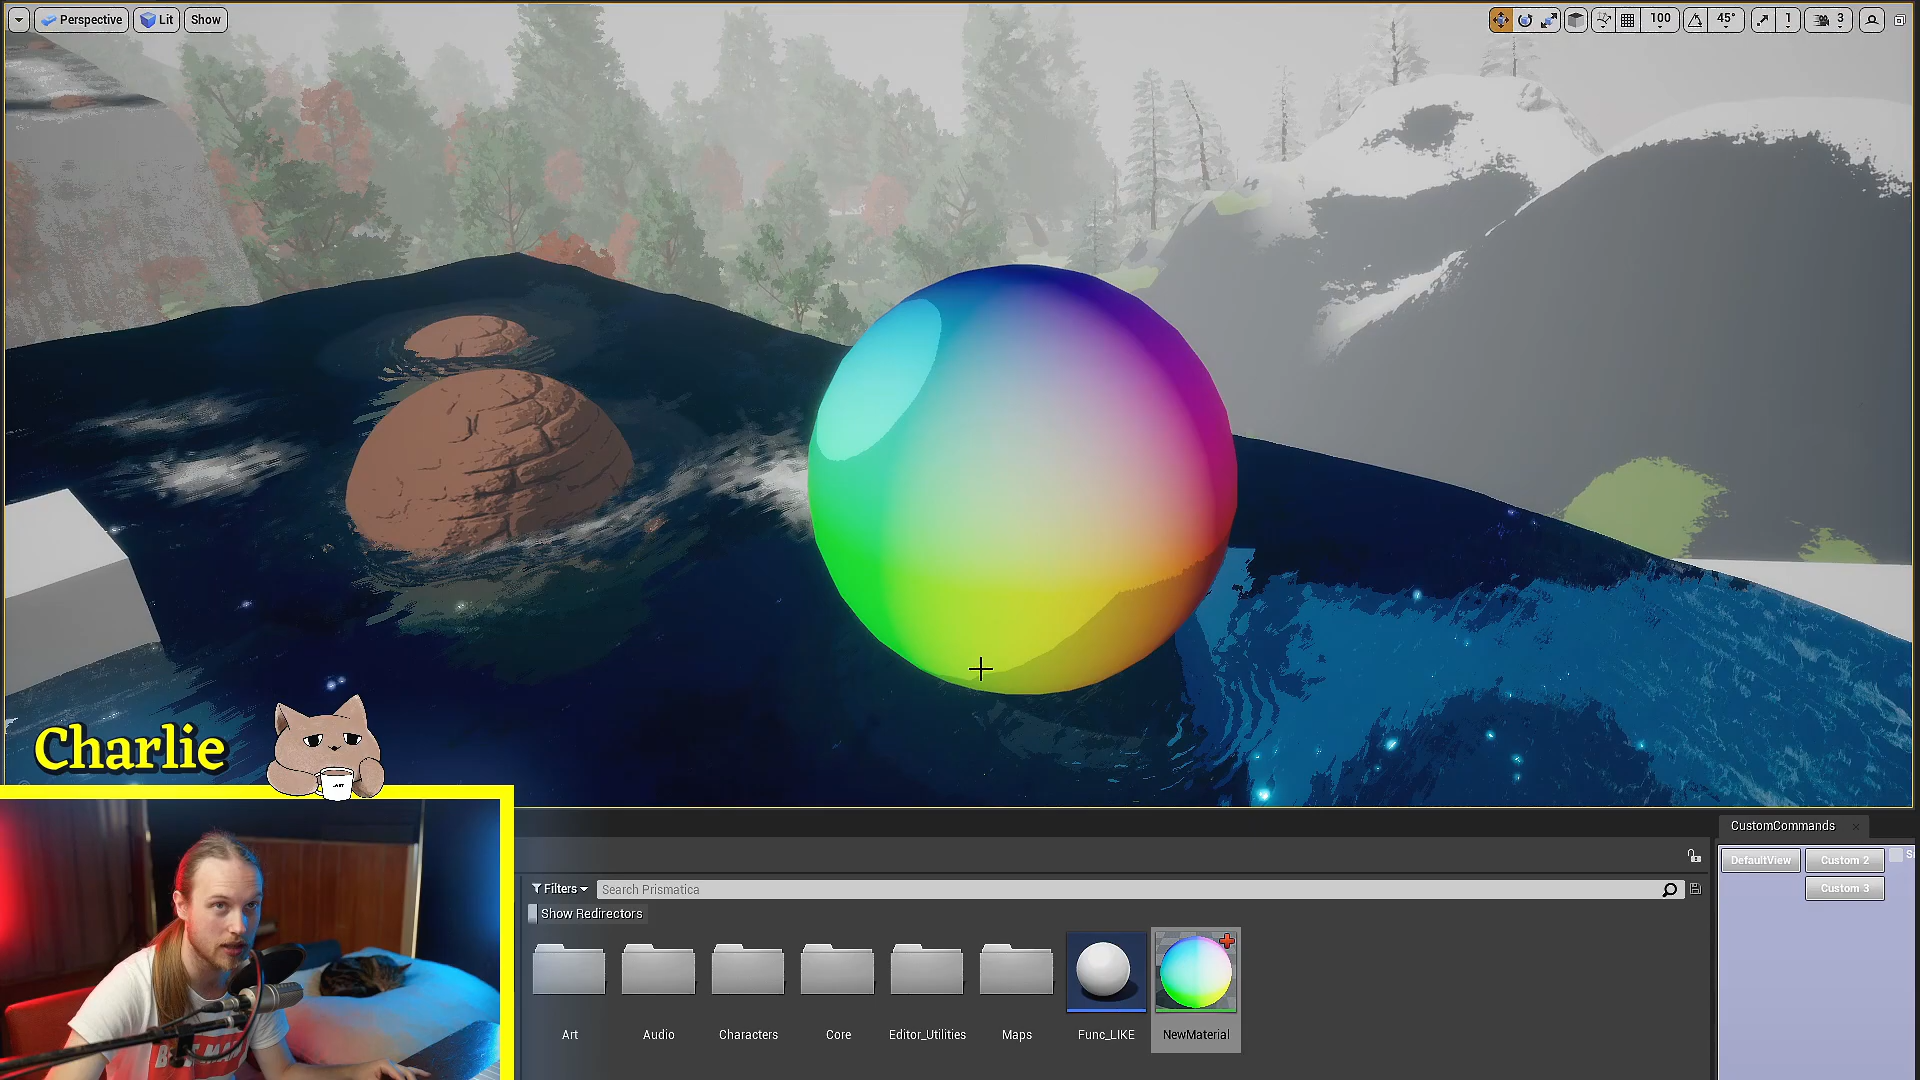 Perspective
Lit
Show
100
45°
1
3
Charlie
CustomCommands
DefaultView
Custom 2
Custom 3
Filters
Search Prismatica
Show Redirectors
Art
Audio
Characters
Core
Editor_Utilities
Maps
Func_LIKE
NewMaterial